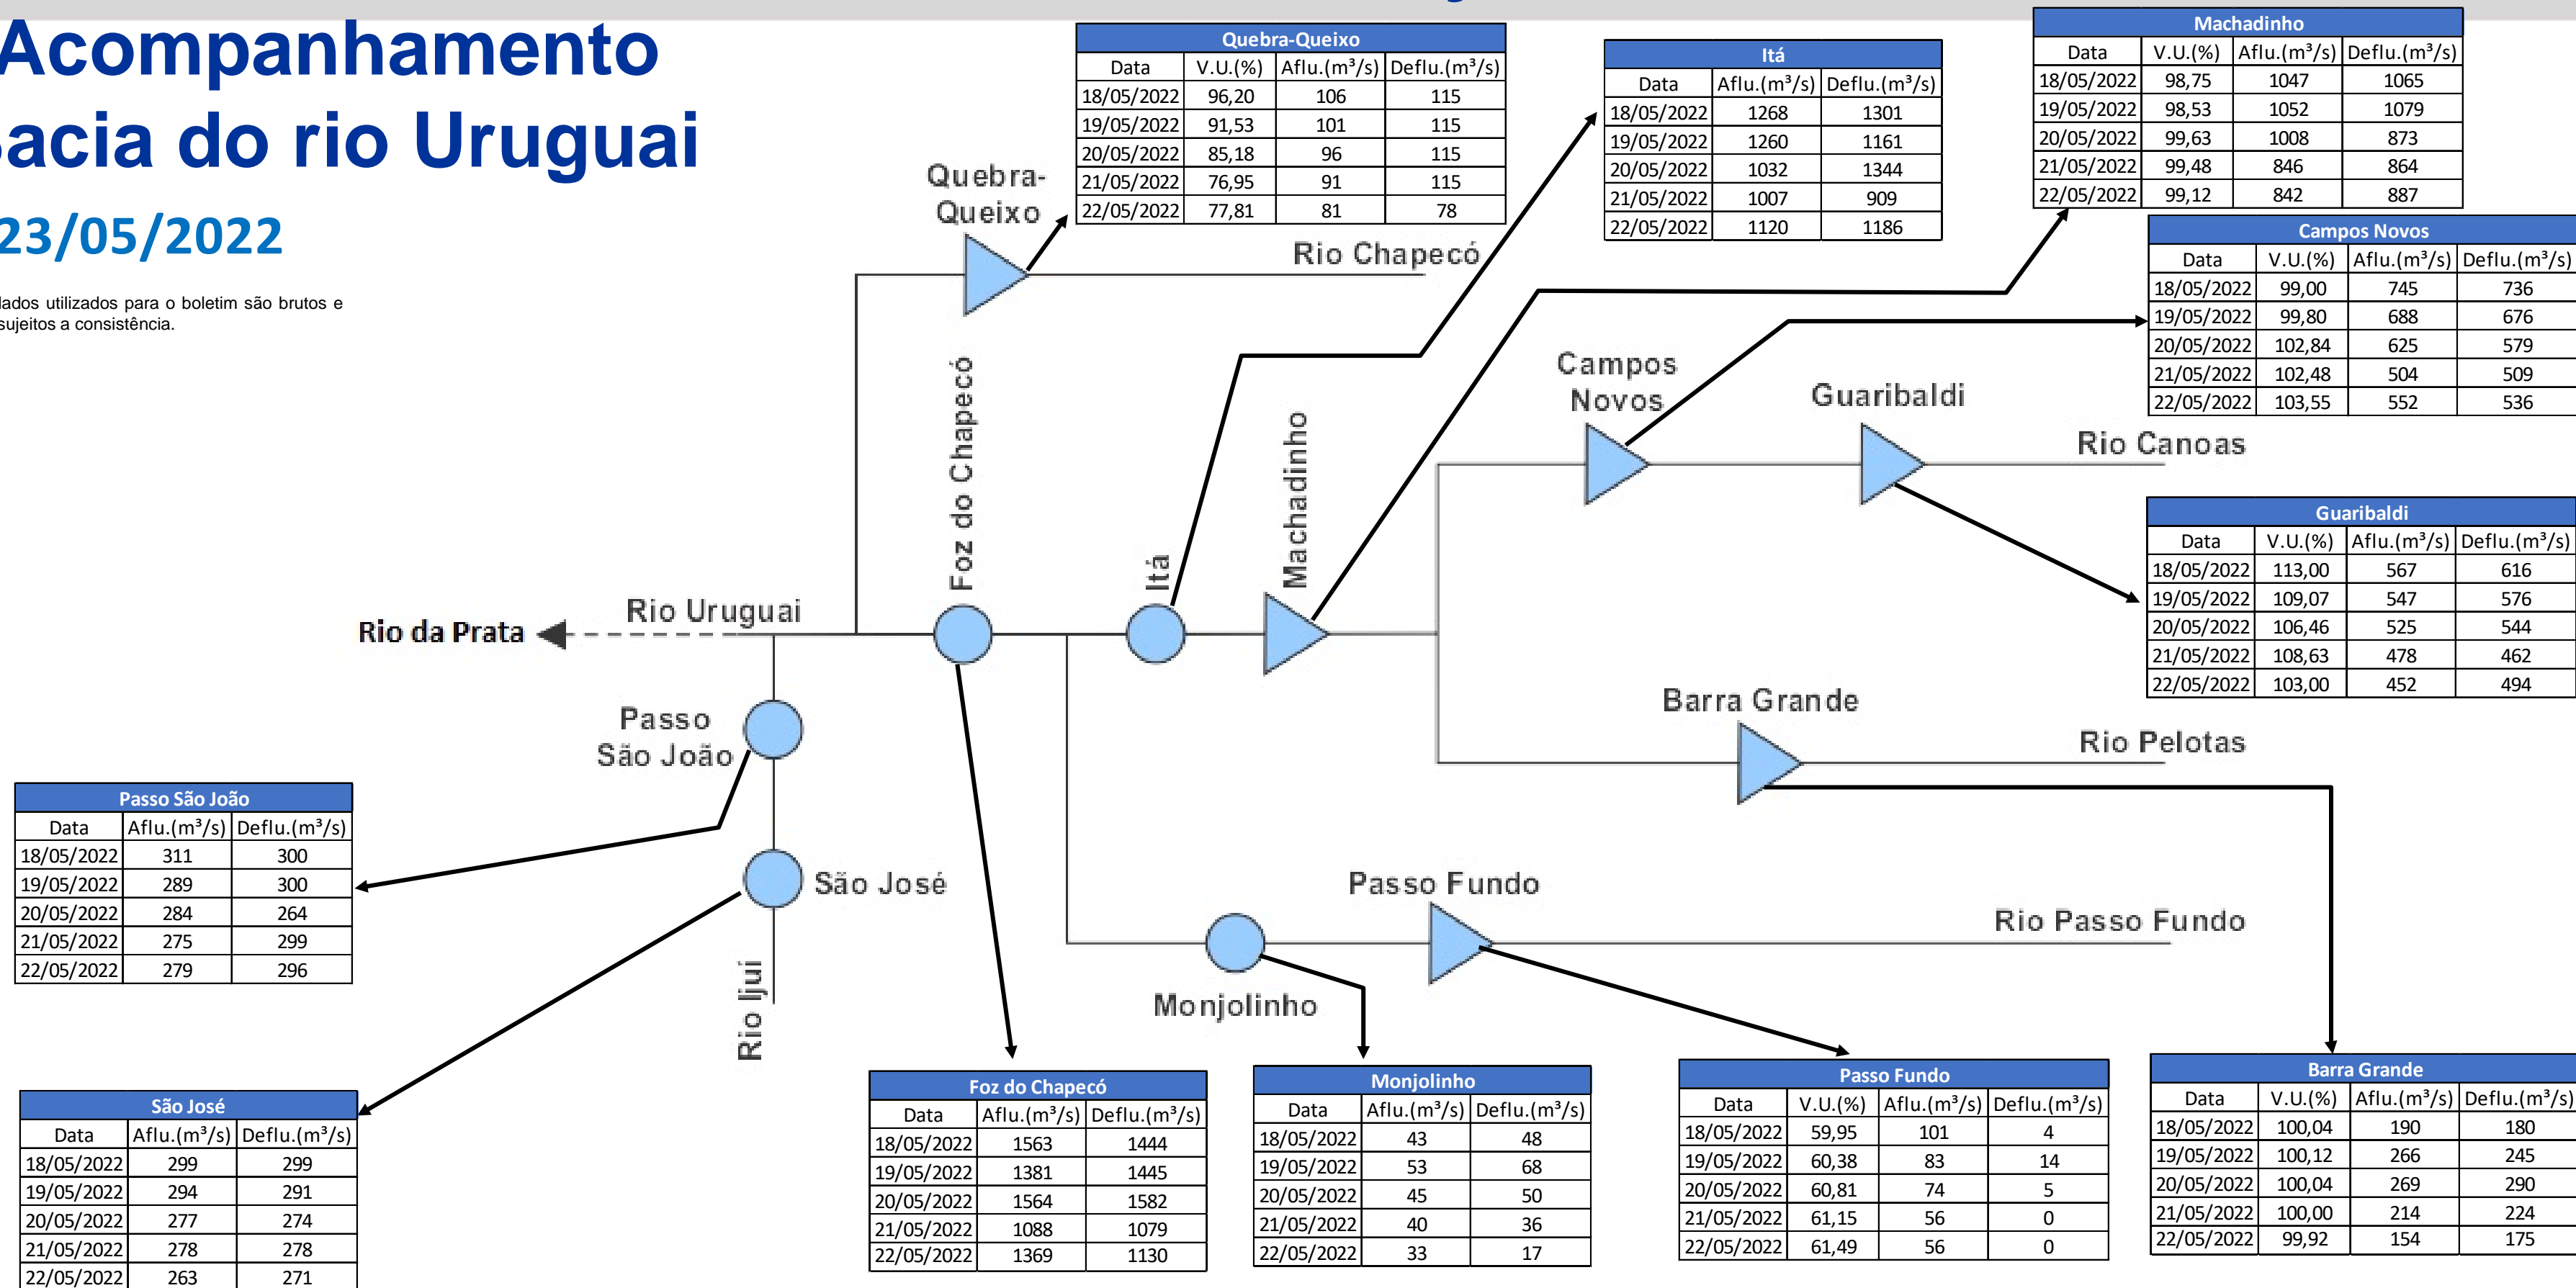 Acompanhamento
acia do rio Uruguai
23/05/2022
dados utilizados para o boletim são brutos e
sujeitos a consistência.
Quebra-Queixo
Data V.U.(%) Aflu.(m³/s) Deflu.(m³/s)
18/05/2022 96,20 106 115
19/05/2022 91,53 101 115
20/05/2022 85,18 96 115
21/05/2022 76,95 91 115
22/05/2022 77,81 81 78
Itá
Data Aflu.(m³/s) Deflu.(m³/s)
18/05/2022 1268 1301
19/05/2022 1260 1161
20/05/2022 1032 1344
21/05/2022 1007 909
22/05/2022 1120 1186
Machadinho
Data V.U.(%) Aflu.(m³/s) Deflu.(m³/s)
18/05/2022 98,75 1047 1065
19/05/2022 98,53 1052 1079
20/05/2022 99,63 1008 873
21/05/2022 99,48 846 864
22/05/2022 99,12 842 887
Campos Novos
Data V.U.(%) Aflu.(m³/s) Deflu.(m³/s)
18/05/2022 99,00 745 736
19/05/2022 99,80 688 676
20/05/2022 102,84 625 579
21/05/2022 102,48 504 509
22/05/2022 103,55 552 536
Quebra-
Queixo
Rio Chapecó
Foz do Chapecó
Itá
Machadinho
Campos
Novos
Guaribaldi
Rio Canoas
Guaribaldi
Data V.U.(%) Aflu.(m³/s) Deflu.(m³/s)
18/05/2022 113,00 567 616
19/05/2022 109,07 547 576
20/05/2022 106,46 525 544
21/05/2022 108,63 478 462
22/05/2022 103,00 452 494
Rio da Prata
Rio Uruguai
Passo
São João
Barra Grande
Rio Pelotas
São José
Passo Fundo
Rio Passo Fundo
Monjolinho
Rio Ijuí
Passo São João
Data Aflu.(m³/s) Deflu.(m³/s)
18/05/2022 311 300
19/05/2022 289 300
20/05/2022 284 264
21/05/2022 275 299
22/05/2022 279 296
São José
Data Aflu.(m³/s) Deflu.(m³/s)
18/05/2022 299 299
19/05/2022 294 291
20/05/2022 277 274
21/05/2022 278 278
22/05/2022 263 271
Foz do Chapecó
Data Aflu.(m³/s) Deflu.(m³/s)
18/05/2022 1563 1444
19/05/2022 1381 1445
20/05/2022 1564 1582
21/05/2022 1088 1079
22/05/2022 1369 1130
Monjolinho
Data Aflu.(m³/s) Deflu.(m³/s)
18/05/2022 43 48
19/05/2022 53 68
20/05/2022 45 50
21/05/2022 40 36
22/05/2022 33 17
Passo Fundo
Data V.U.(%) Aflu.(m³/s) Deflu.(m³/s)
18/05/2022 59,95 101 4
19/05/2022 60,38 83 14
20/05/2022 60,81 74 5
21/05/2022 61,15 56 0
22/05/2022 61,49 56 0
Barra Grande
Data V.U.(%) Aflu.(m³/s) Deflu.(m³/s)
18/05/2022 100,04 190 180
19/05/2022 100,12 266 245
20/05/2022 100,04 269 290
21/05/2022 100,00 214 224
22/05/2022 99,92 154 175